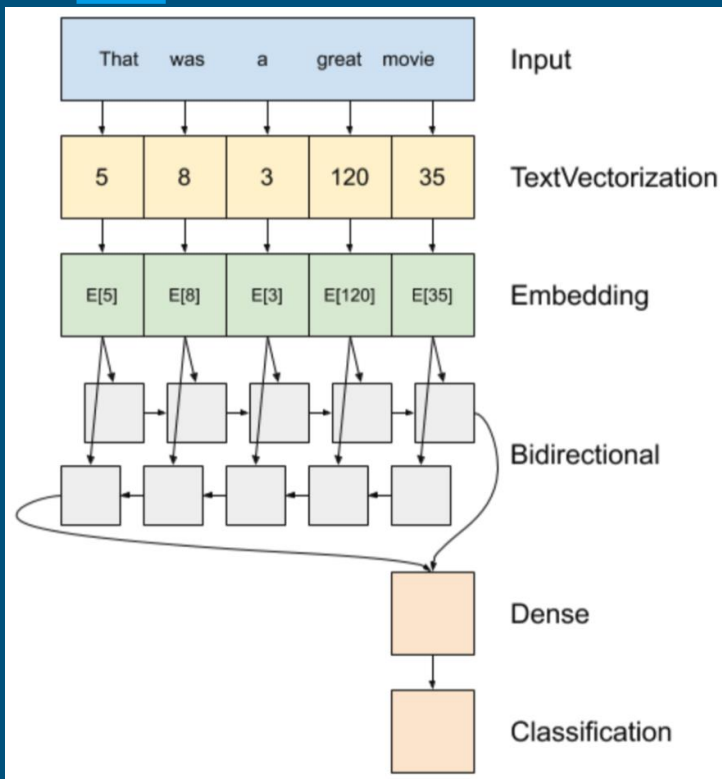 That was a great movie Input
5 8 3 120 35 TextVectorization
E[5] E[8] E[3] E[120] E[35] Embedding
Bidirectional
Dense
Classification